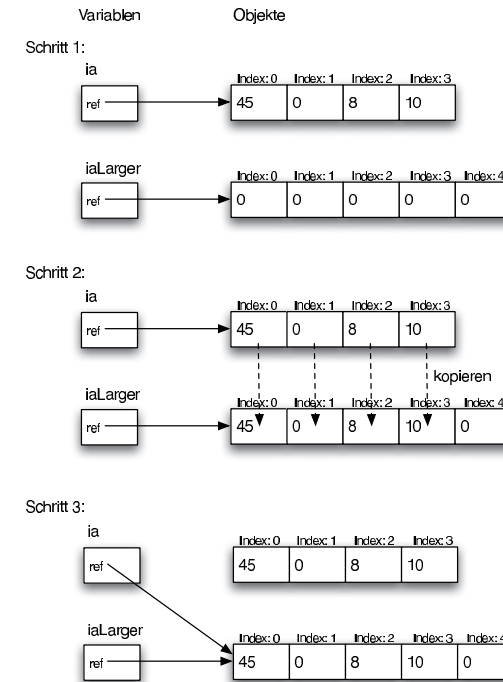 Variablen Objekte
Schritt 1:
ia
Index: 0 Index: 1 Index: 2 Index: 3
ref 45 0 8 10
iaLarger
Index: 0 Index: 1 Index: 2 Index: 3 Index: 4
ref 0 0 0 0 0
Schritt 2:
ia
Index: 0 Index: 1 Index: 2 Index: 3
ref 45 0 8 10
kopieren
iaLarger
Index: 0 Index: 1 Index: 2 Index: 3 Index: 4
ref 45 0 8 10 0
Schritt 3:
ia
Index: 0 Index: 1 Index: 2 Index: 3
ref 45 0 8 10
iaLarger
Index: 0 Index: 1 Index: 2 Index: 3 Index: 4
ref 45 0 8 10 0